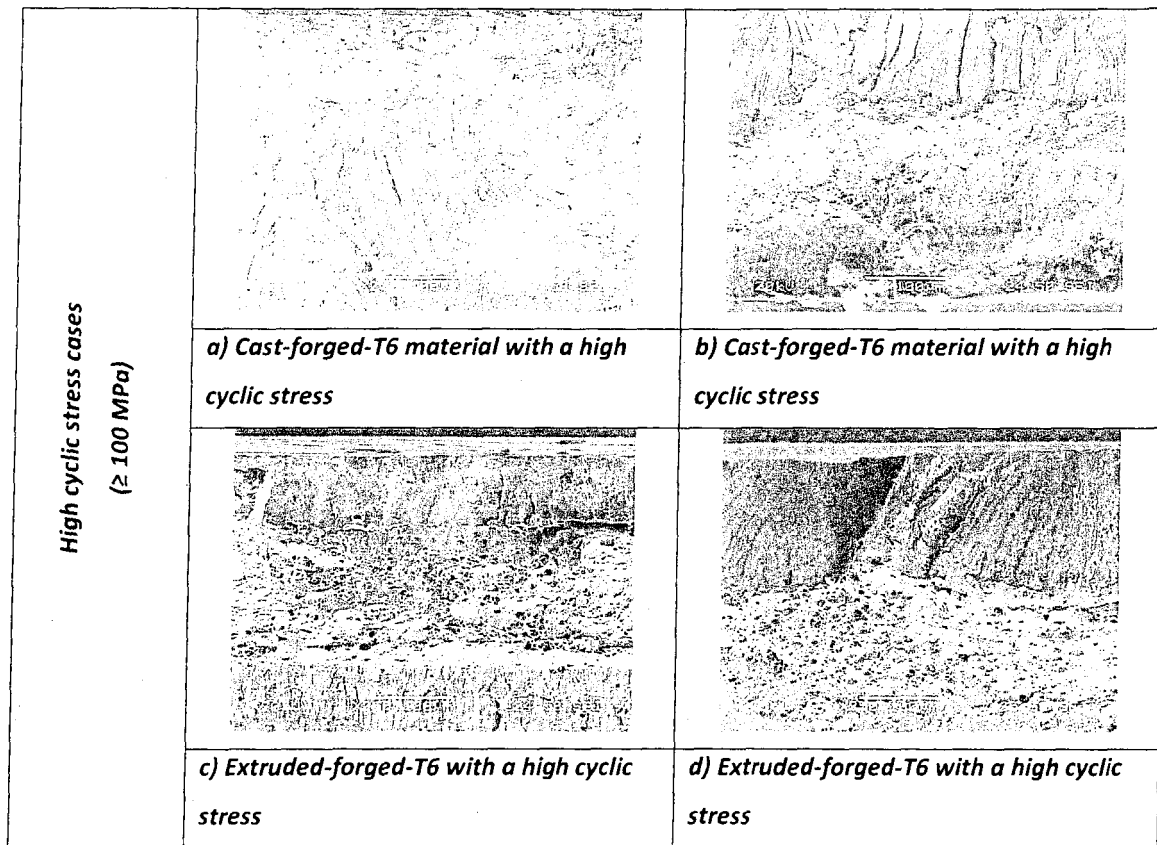 High cyclic stress cases
(≥ 100 MPa)
a) Cast-forged-T6 material with a high
cyclic stress
b) Cast-forged-T6 material with a high
cyclic stress
c) Extruded-forged-T6 with a high cyclic
stress
d) Extruded-forged-T6 with a high cyclic
stress